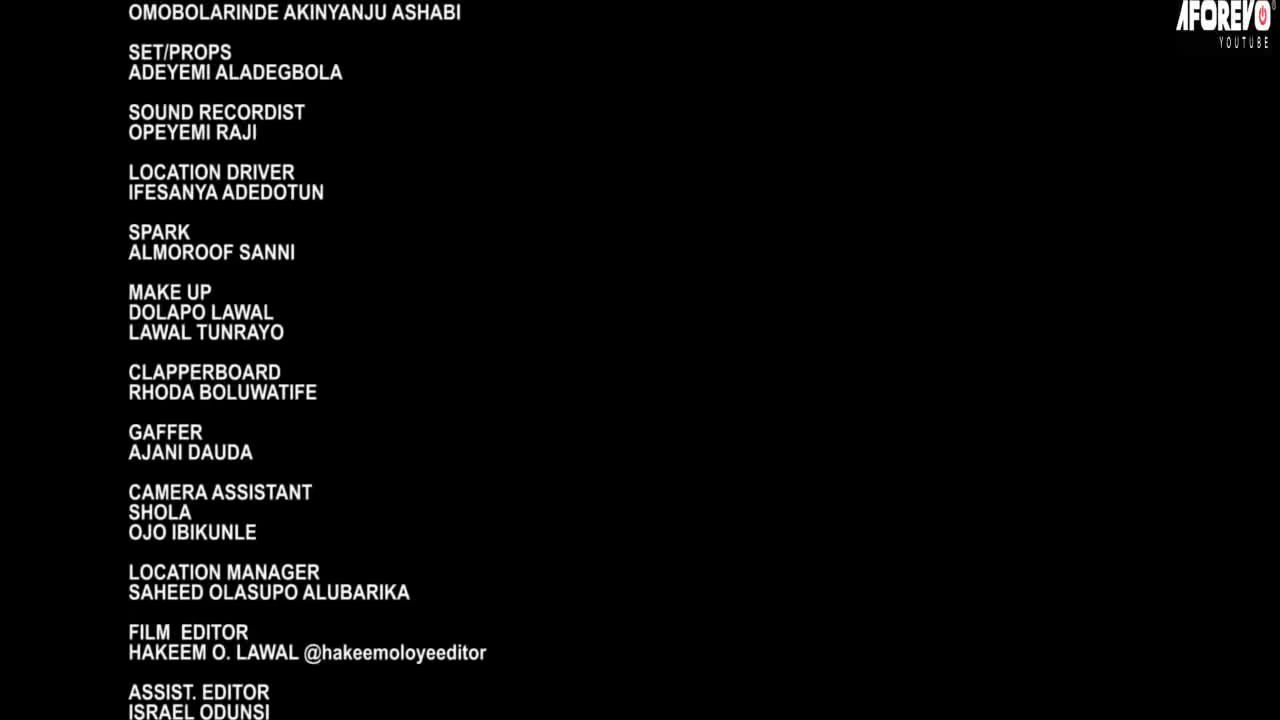 OMOBOLARINDE AKINYANJU ASHABI
AFOREVO
YOUTUBE
SET/PROPS
ADEYEMI ALADEGBOLA
SOUND RECORDIST
OPEYEMI RAJI
LOCATION DRIVER
IFESANYA ADEDOTUN
SPARK
ALMOROOF SANNI
MAKE UP
DOLAPO LAWAL
LAWAL TUNRAYO
CLAPPERBOARD
RHODA BOLUWATIFE
GAFFER
AJANI DAUDA
CAMERA ASSISTANT
SHOLA
OJO IBIKUNLE
LOCATION MANAGER
SAHEED OLASUPO ALUBARIKA
FILM  EDITOR
HAKEEM O. LAWAL @hakeemoloyeeditor
ASSIST. EDITOR
ISRAEL ODUNSI